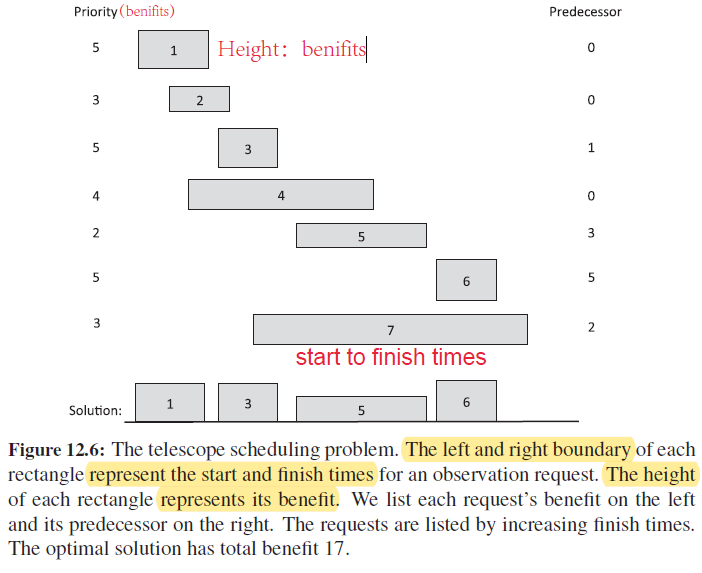 Priority (benifits) Predecessor
5 1 Height: benifits 0
3 2 0
5 3 1
4 4 0
2 5 3
5 6 5
3 7 2
start to finish times
Solution: 1 3 5 6
Figure 12.6: The telescope scheduling problem. The left and right boundary of each
rectangle represent the start and finish times for an observation request. The height
of each rectangle represents its benefit. We list each request's benefit on the left
and its predecessor on the right. The requests are listed by increasing finish times.
The optimal solution has total benefit 17.